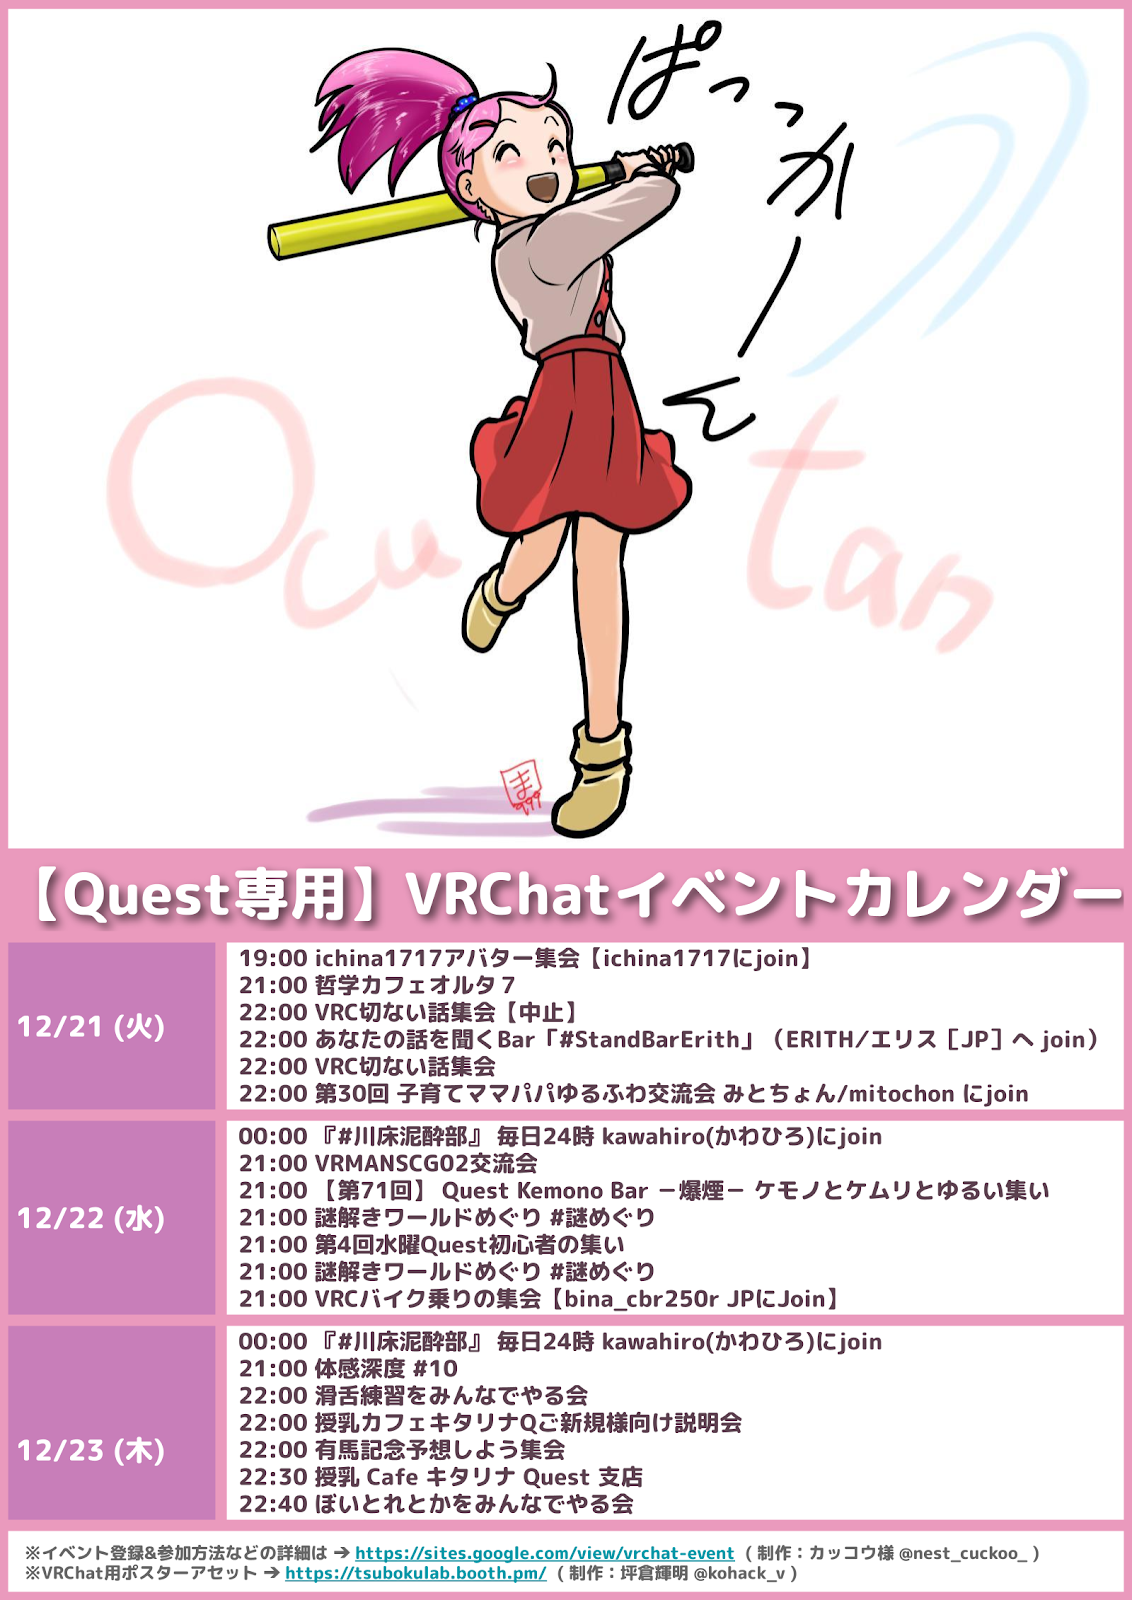 ぱっっかーん
Ocu tan
ま
999
【Quest専用】VRChatイベントカレンダー
12/21 (火)
19:00 ichina1717アバター集会【ichina1717にjoin】
21:00 哲学カフェオルタ７
22:00 VRC切ない話集会【中止】
22:00 あなたの話を聞くBar「#StandBarErith」（ERITH/エリス［JP］へ join）
22:00 VRC切ない話集会
22:00 第30回 子育てママパパゆるふわ交流会 みとちょん/mitochon にjoin
12/22 (水)
00:00 『#川床泥酔部』 毎日24時 kawahiro(かわひろ)にjoin
21:00 VRMANSCG02交流会
21:00 【第71回】 Quest Kemono Bar －爆煙－ ケモノとケムリとゆるい集い
21:00 謎解きワールドめぐり #謎めぐり
21:00 第4回水曜Quest初心者の集い
21:00 謎解きワールドめぐり #謎めぐり
21:00 VRCバイク乗りの集会【bina_cbr250r JPにJoin】
12/23 (木)
00:00 『#川床泥酔部』 毎日24時 kawahiro(かわひろ)にjoin
21:00 体感深度 #10
22:00 滑舌練習をみんなでやる会
22:00 授乳カフェキタリナQご新規様向け説明会
22:00 有馬記念予想しよう集会
22:30 授乳 Cafe キタリナ Quest 支店
22:40 ぼいとれとかをみんなでやる会
※イベント登録&参加方法などの詳細は ➔ https://sites.google.com/view/vrchat-event ( 制作：カッコウ様 @nest_cuckoo_ )
※VRChat用ポスターアセット ➔ https://tsubokulab.booth.pm/ ( 制作：坪倉輝明 @kohack_v )